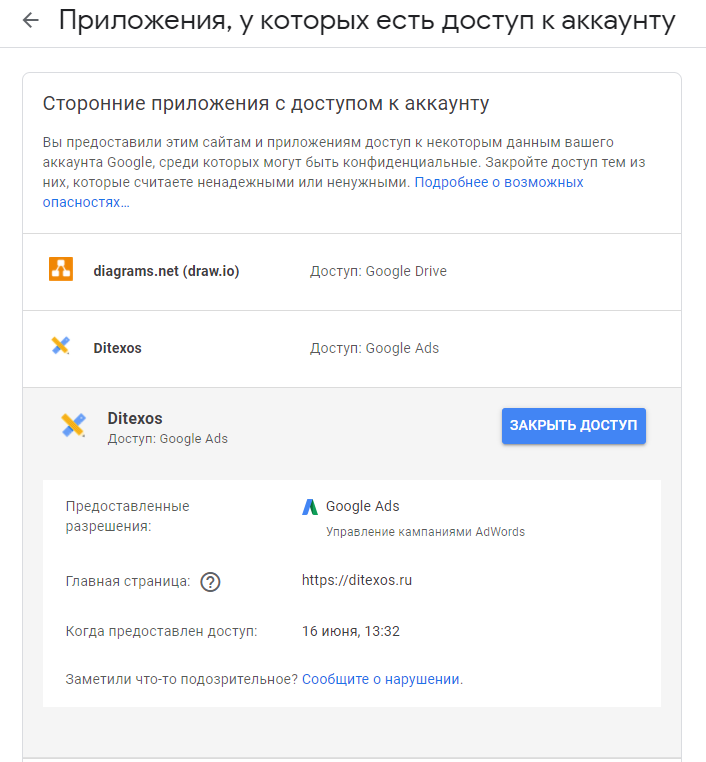 Приложения, у которых есть доступ к аккаунту
Сторонние приложения с доступом к аккаунту
Вы предоставили этим сайтам и приложениям доступ к некоторым данным вашего
аккаунта Google, среди которых могут быть конфиденциальные. Закройте доступ тем из
них, которые считаете ненадежными или ненужными. Подробнее о возможных
опасностях…
diagrams.net (draw.io) Доступ: Google Drive
Ditexos Доступ: Google Ads
Ditexos
Доступ: Google Ads
ЗАКРЫТЬ ДОСТУП
Предоставленные
разрешения:
Google Ads
Управление кампаниями AdWords
Главная страница: ? https://ditexos.ru
Когда предоставлен доступ: 16 июня, 13:32
Заметили что-то подозрительное? Сообщите о нарушении.